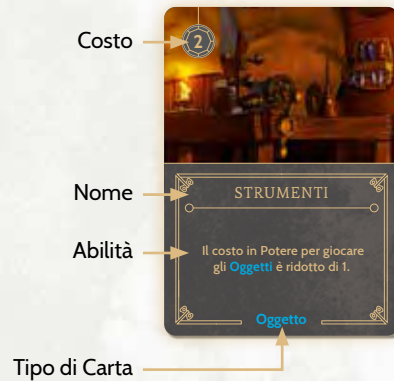 Costo
2
Nome
STRUMENTI
Abilità
Il costo in Potere per giocare
gli Oggetti è ridotto di 1.
Oggetto
Tipo di Carta